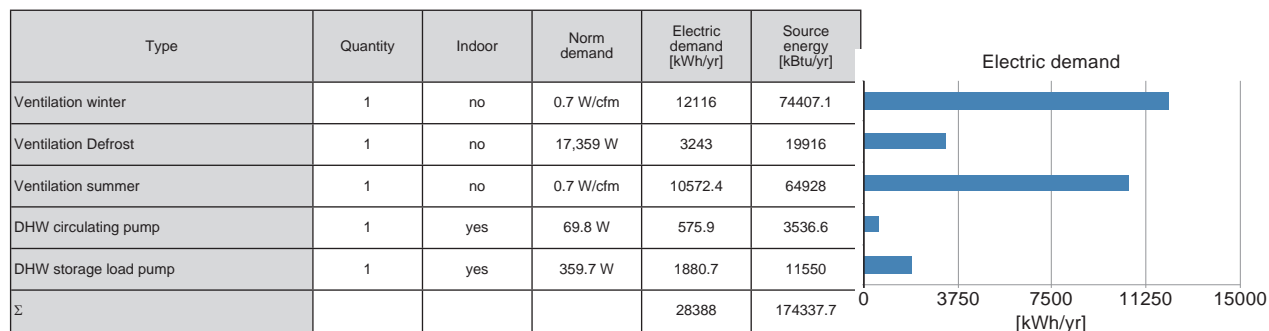 Type Quantity Indoor Norm demand Electric demand [kWh/yr] Source energy [kBtu/yr]
Ventilation winter 1 no 0.7 W/cfm 12116 74407.1
Ventilation Defrost 1 no 17,359 W 3243 19916
Ventilation summer 1 no 0.7 W/cfm 10572.4 64928
DHW circulating pump 1 yes 69.8 W 575.9 3536.6
DHW storage load pump 1 yes 359.7 W 1880.7 11550
Σ 28388 174337.7
Electric demand
0 3750 7500 11250 15000
[kWh/yr]